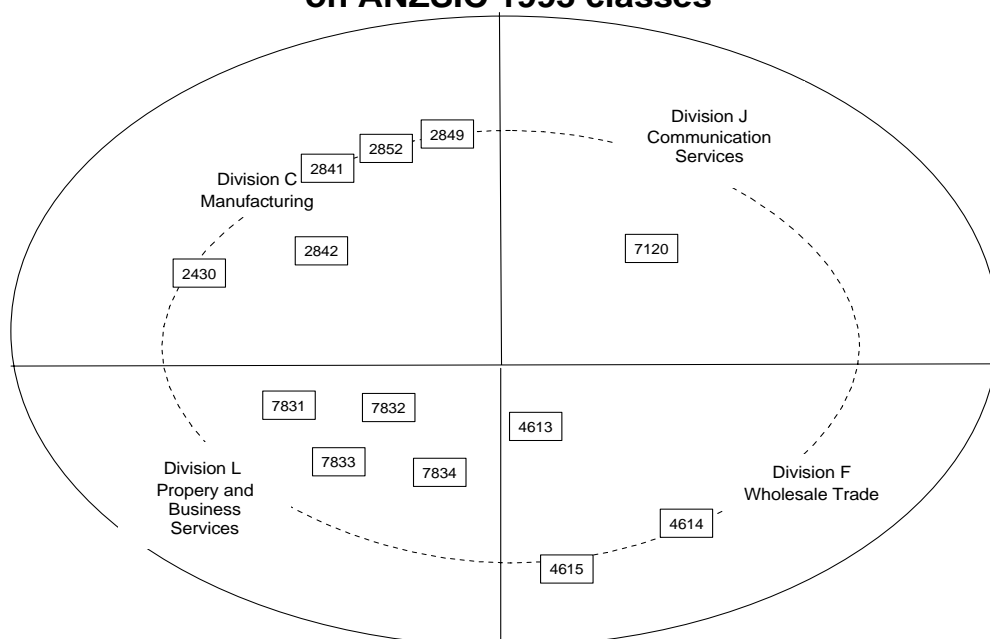 on ANZSIC 1993 classes
Division J
Communication
Services
2849
2852
2841
Division C
Manufacturing
2842
7120
2430
7831
7832
4613
7833
7834
Division L
Propery and
Business
Services
Division F
Wholesale Trade
4614
4615